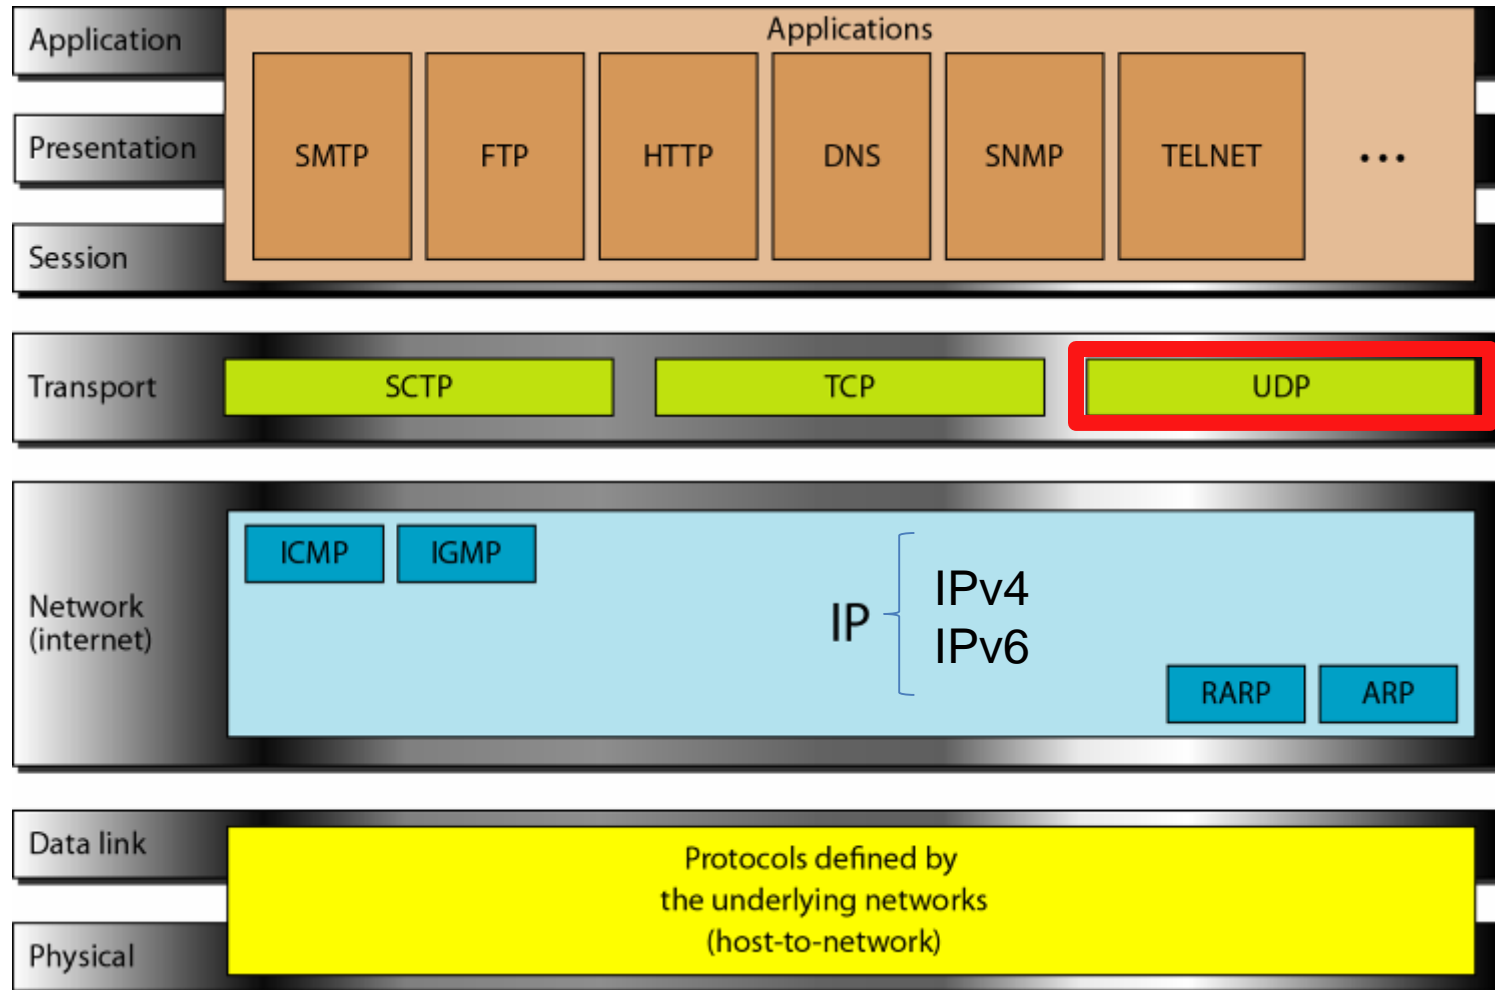 Application
Applications
Presentation
SMTP
FTP
HTTP
DNS
SNMP
TELNET
...
Session
Transport
SCTP
TCP
UDP
ICMP
IGMP
Network
(internet)
IP
IPv4
IPv6
RARP
ARP
Data link
Protocols defined by
the underlying networks
(host-to-network)
Physical